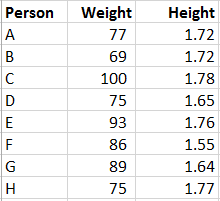 Person Weight Height
A 77 1.72
B 69 1.72
C 100 1.78
D 75 1.65
E 93 1.76
F 86 1.55
G 89 1.64
H 75 1.77